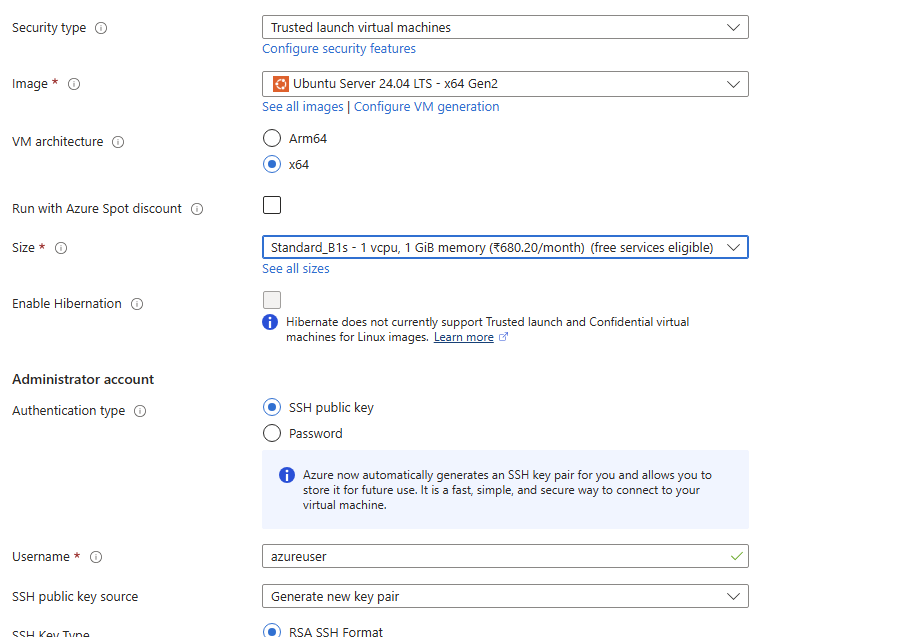 Security type
Trusted launch virtual machines
Configure security features
Image *
Ubuntu Server 24.04 LTS - x64 Gen2
See all images | Configure VM generation
VM architecture
Arm64
x64
Run with Azure Spot discount
Size *
Standard_B1s - 1 vcpu, 1 GiB memory (₹680.20/month) (free services eligible)
See all sizes
Enable Hibernation
Hibernate does not currently support Trusted launch and Confidential virtual
machines for Linux images. Learn more
Administrator account
Authentication type
SSH public key
Password
Azure now automatically generates an SSH key pair for you and allows you to
store it for future use. It is a fast, simple, and secure way to connect to your
virtual machine.
Username *
azureuser
SSH public key source
Generate new key pair
SSH Key Type
RSA SSH Format